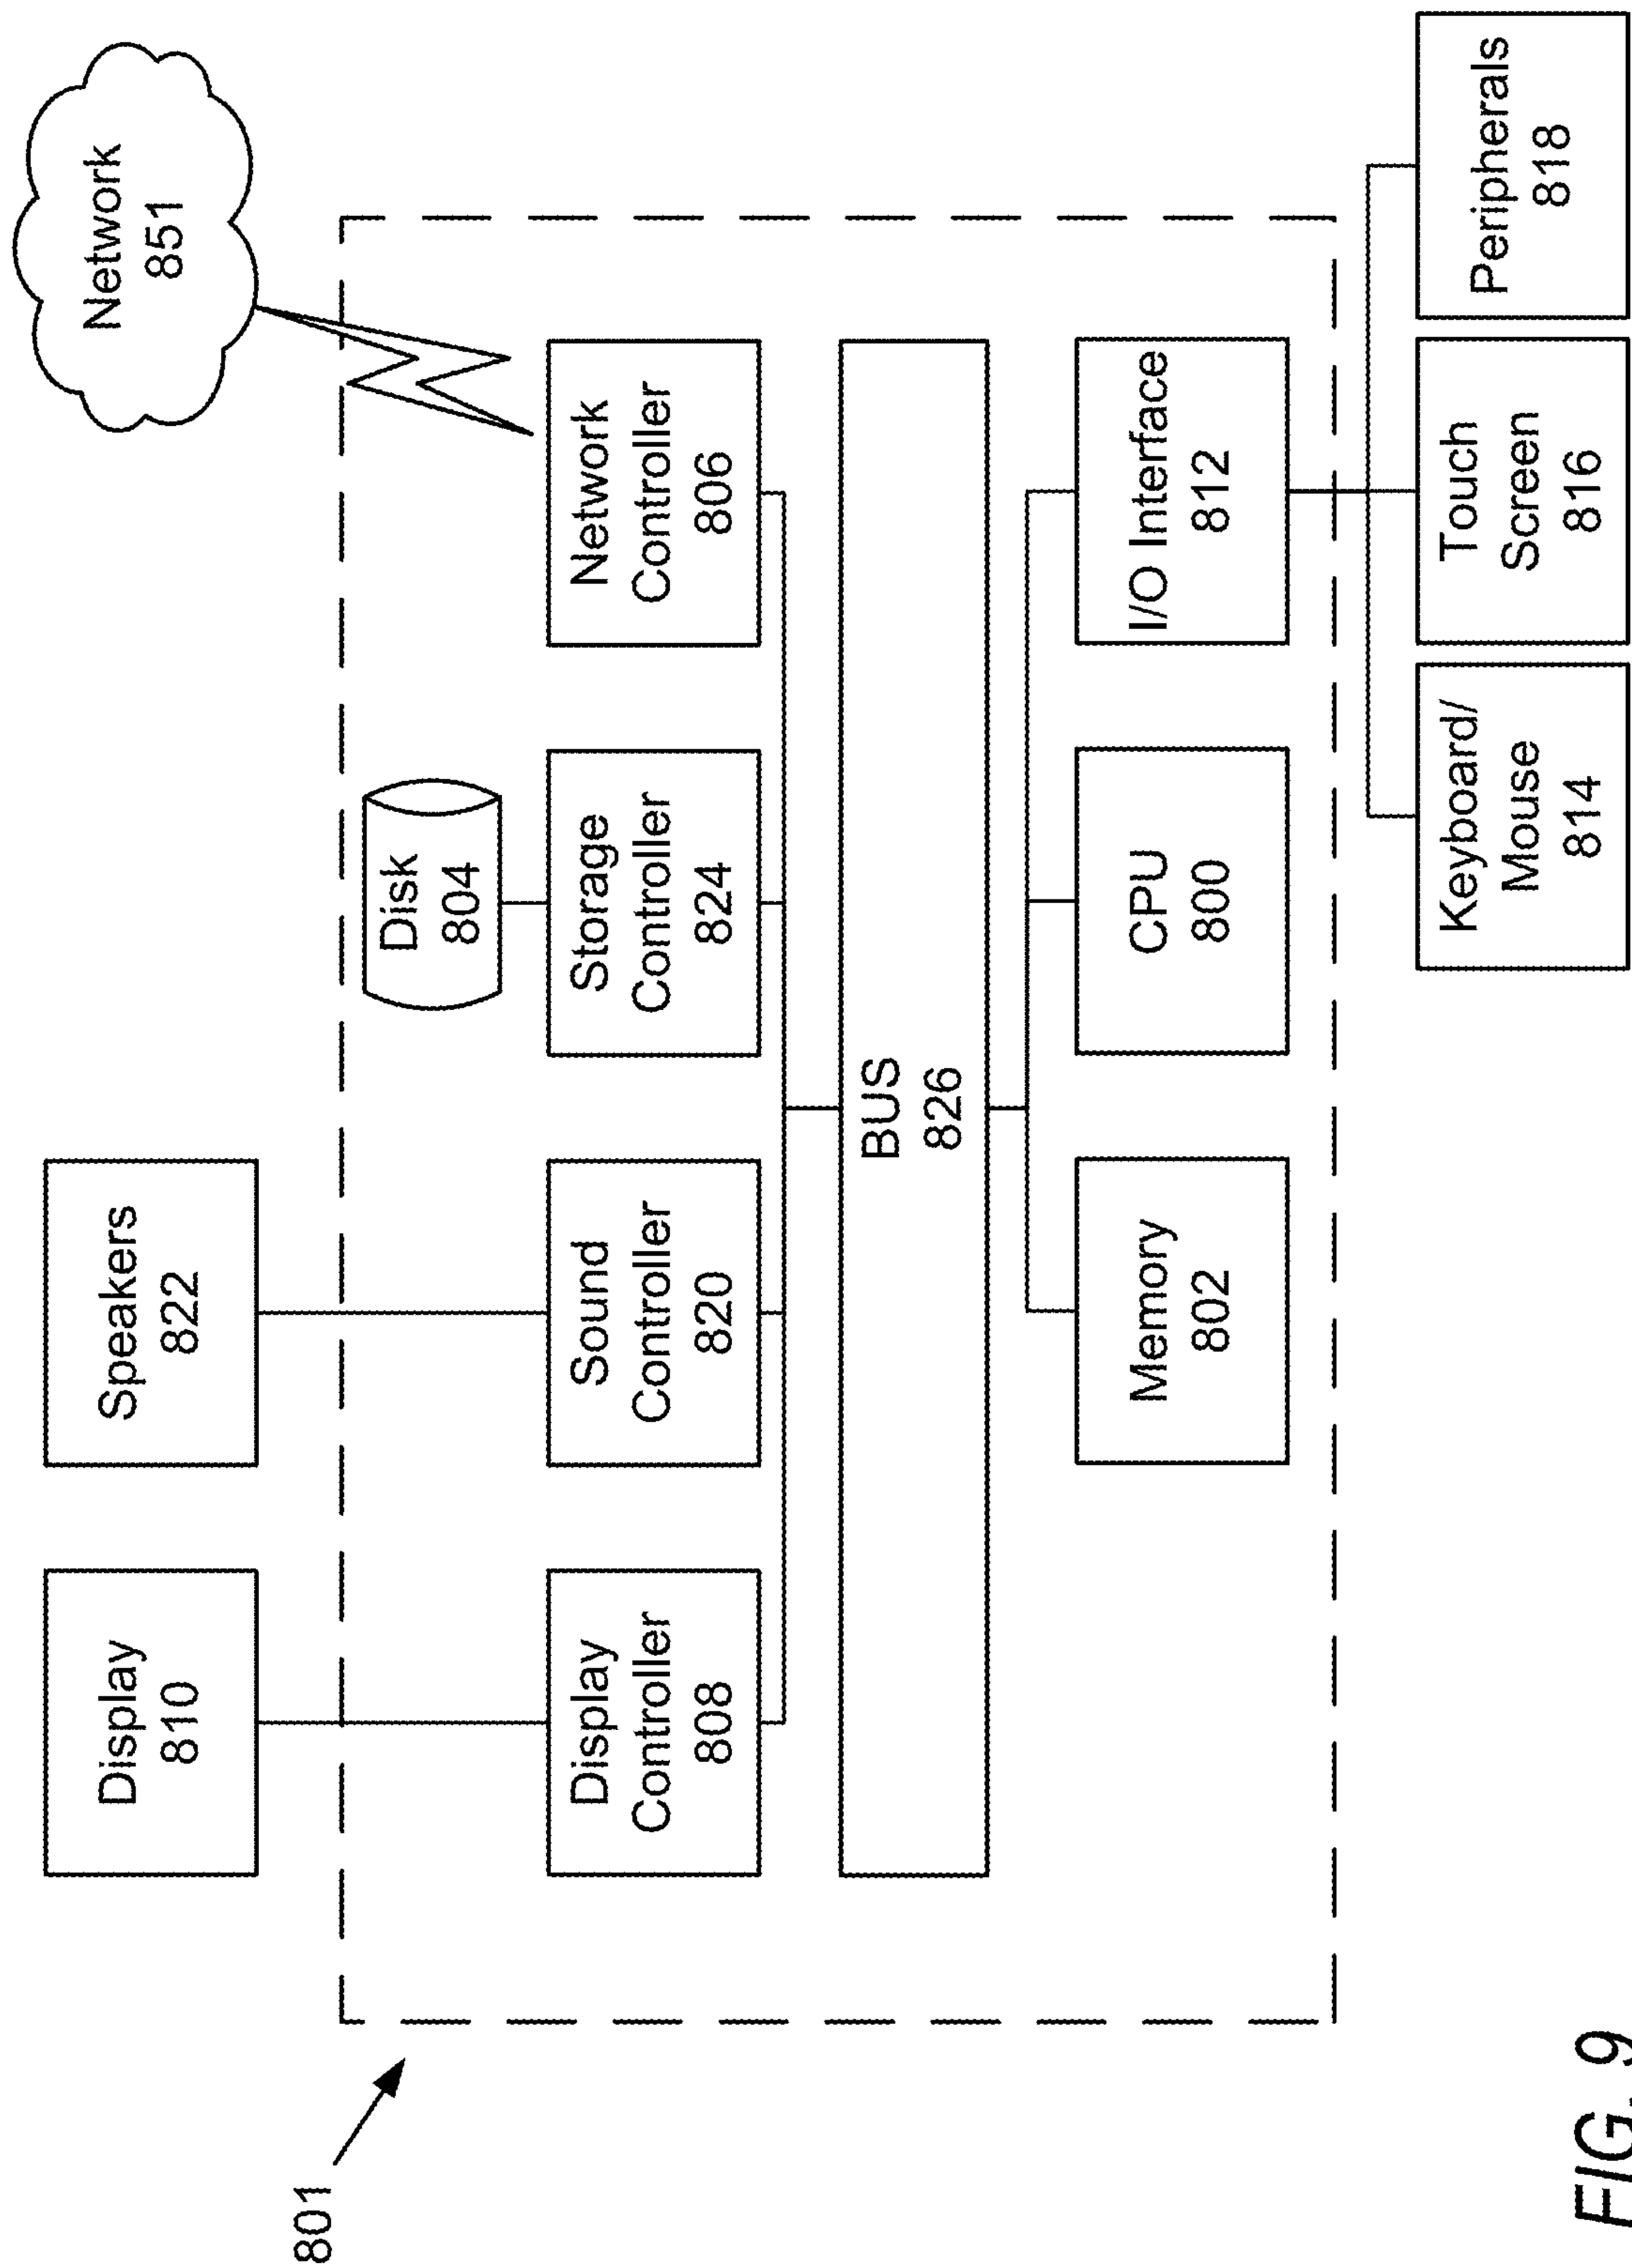 801
Display
810
Speakers
822
Network
851
Disk
804
Display
Controller
808
Sound
Controller
820
Storage
Controller
824
Network
Controller
806
BUS
826
Memory
802
CPU
800
I/O Interface
812
Keyboard/
Mouse
814
Touch
Screen
816
Peripherals
818
FIG. 9